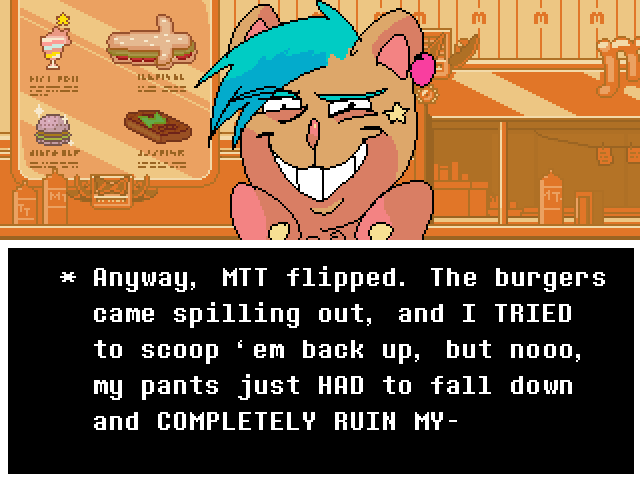 * Anyway, MTT flipped. The burgers
came spilling out, and I TRIED
to scoop ‘em back up, but nooo,
my pants just HAD to fall down
and COMPLETELY RUIN MY-